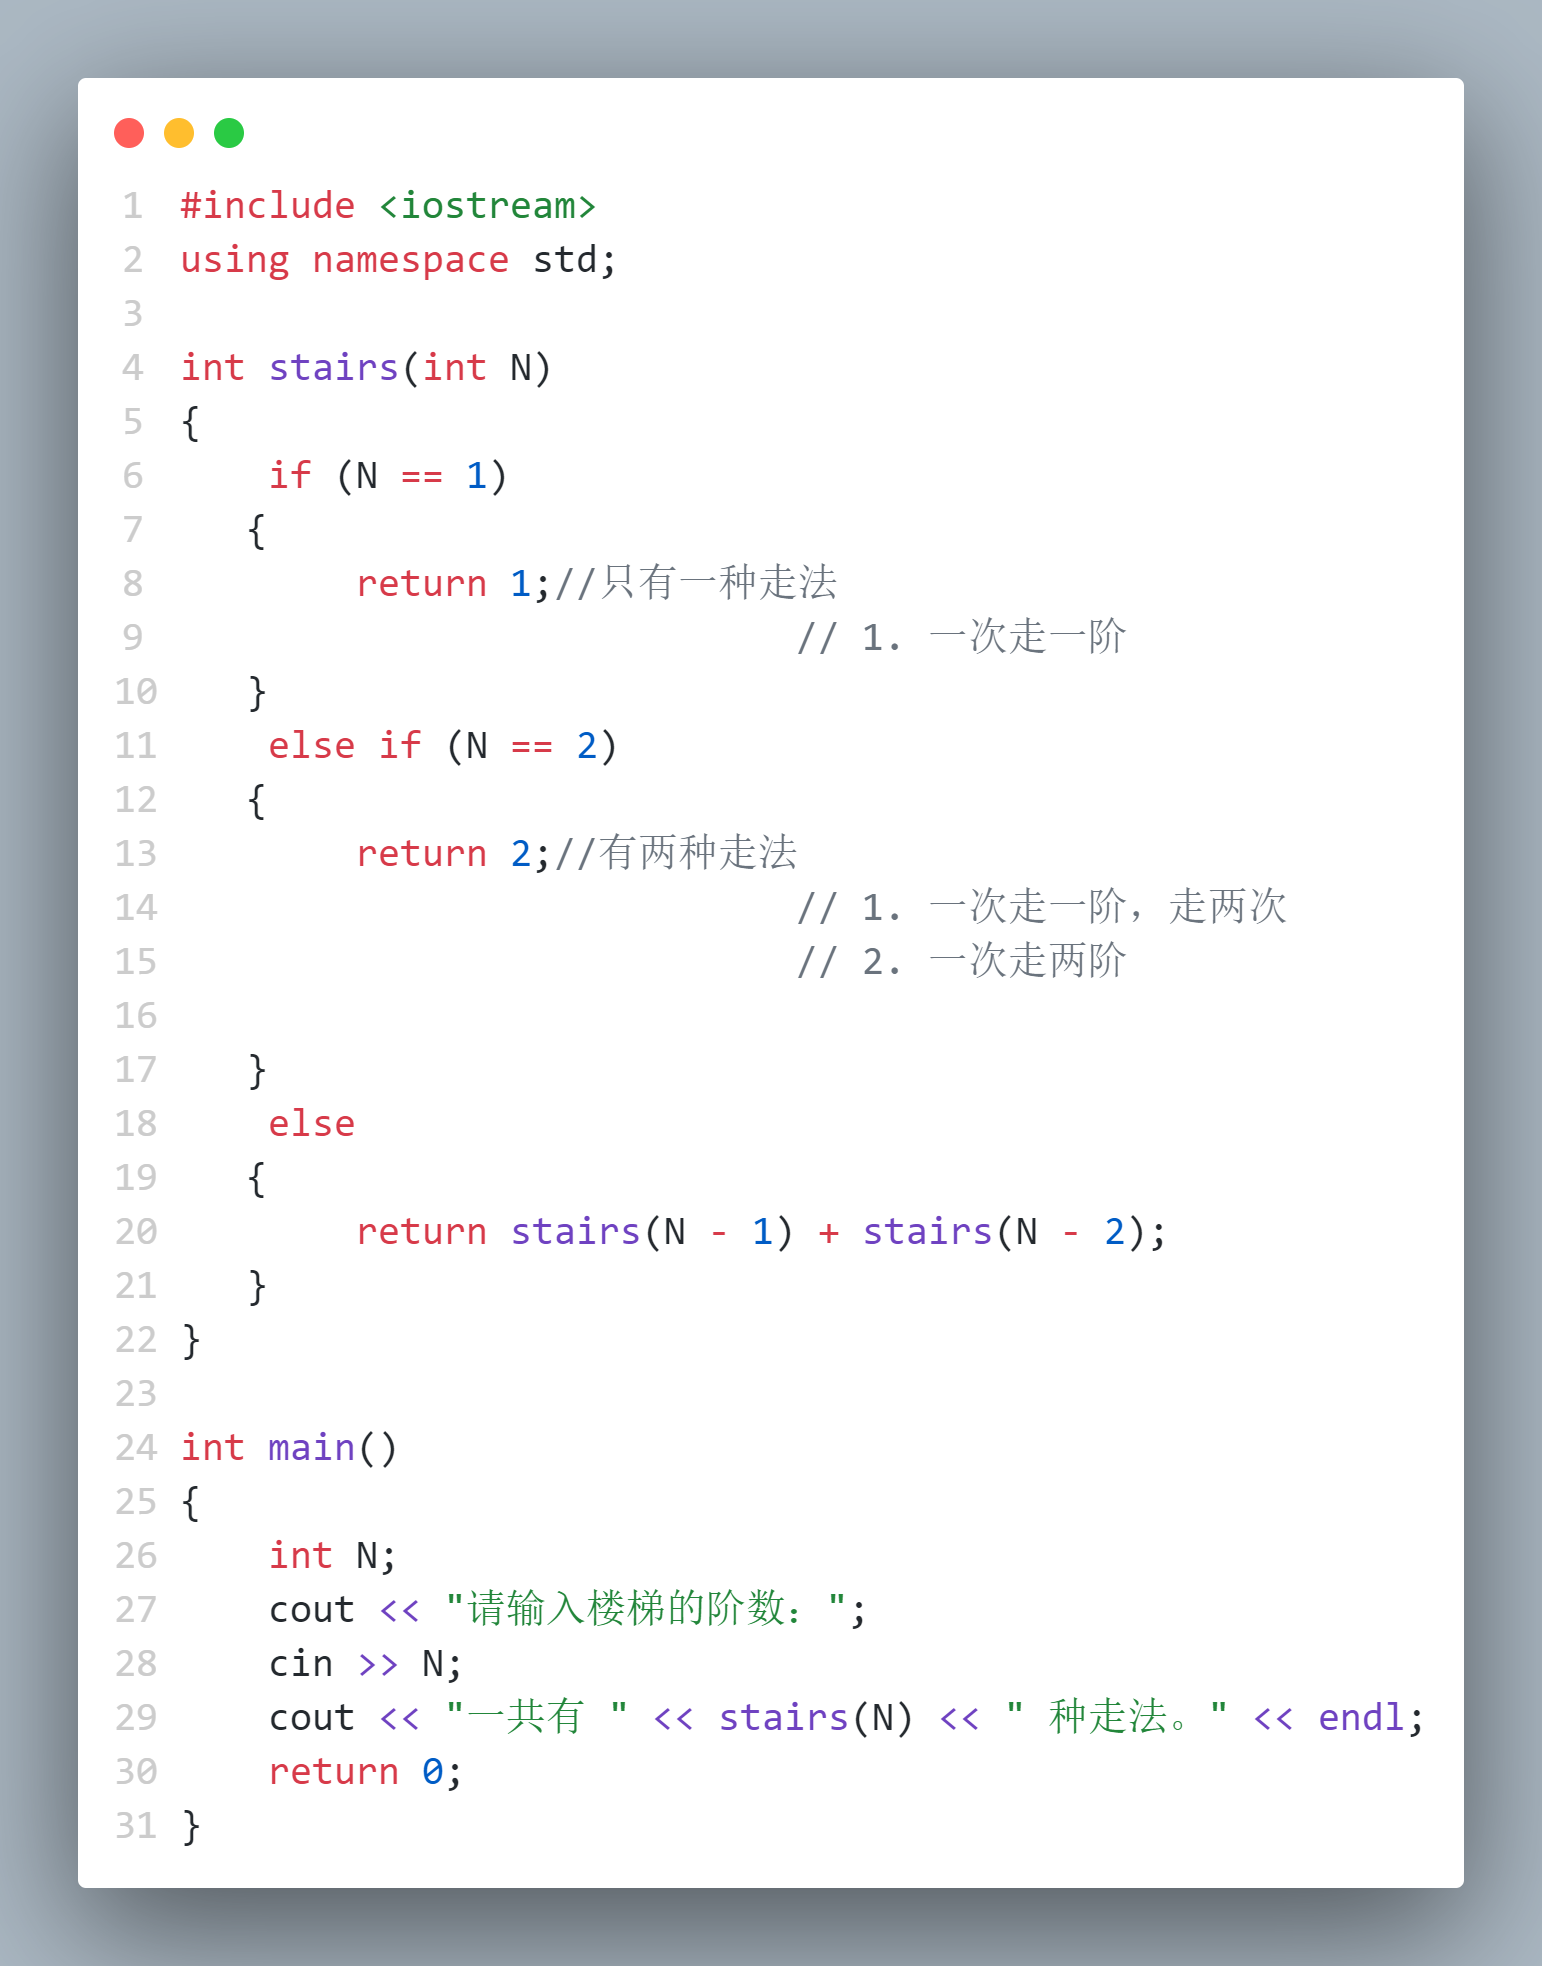 1 #include <iostream>
2 using namespace std;
3
4 int stairs(int N)
5 {
6     if (N == 1)
7    {
8         return 1;//只有一种走法
9                             // 1. 一次走一阶
10    }
11     else if (N == 2)
12    {
13         return 2;//有两种走法
14                             // 1. 一次走一阶，走两次
15                             // 2. 一次走两阶
16
17    }
18     else
19    {
20         return stairs(N - 1) + stairs(N - 2);
21    }
22 }
23
24 int main()
25 {
26     int N;
27     cout << "请输入楼梯的阶数：";
28     cin >> N;
29     cout << "一共有 " << stairs(N) << " 种走法。" << endl;
30     return 0;
31 }